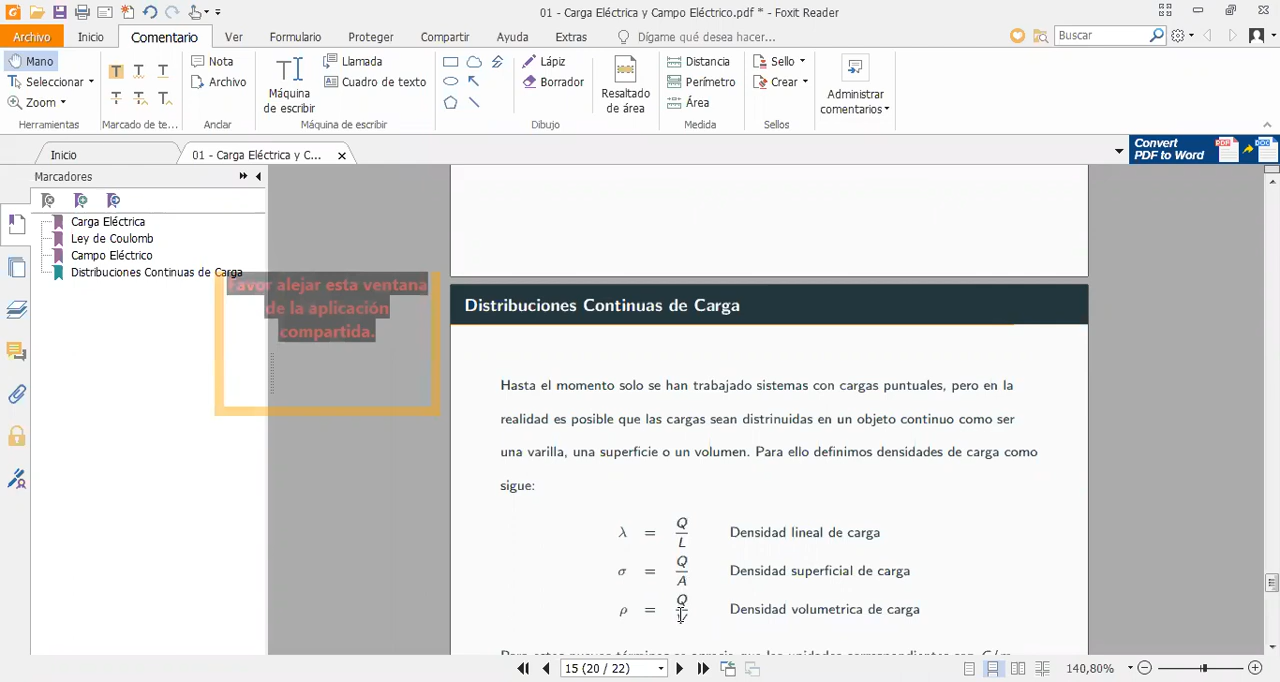 01 - Carga Eléctrica y Campo Eléctrico.pdf * - Foxit Reader
Archivo Inicio Comentario Ver Formulario Proteger Compartir Ayuda Extras Dígame qué desea hacer... Buscar
Mano
Seleccionar
Zoom
Herramientas
Marcado de te...
Nota
Archivo
Anclar
Máquina
de escribir
Llamada
Cuadro de texto
Máquina de escribir
Lápiz
Borrador
Dibujo
Resaltado
de área
Distancia
Perímetro
Área
Medida
Sello
Crear
Sellos
Administrar
comentarios
Inicio
01 - Carga Eléctrica y C...
Convert
PDF to Word
Marcadores
Carga Eléctrica
Ley de Coulomb
Campo Eléctrico
Distribuciones Continuas de Carga
Favor alejar esta ventana
de la aplicación
compartida.
Distribuciones Continuas de Carga
Hasta el momento solo se han trabajado sistemas con cargas puntuales, pero en la
realidad es posible que las cargas sean distrinuidas en un objeto continuo como ser
una varilla, una superficie o un volumen. Para ello definimos densidades de carga como
sigue:
λ = Q/L Densidad lineal de carga
σ = Q/A Densidad superficial de carga
ρ = Q/V Densidad volumetrica de carga
15 (20 / 22)
140,80%